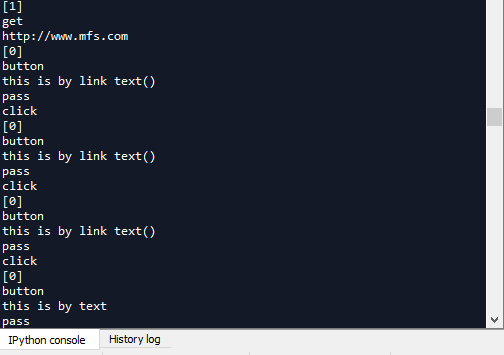 [1]
get
http://www.mfs.com
[0]
button
this is by link text()
pass
click
[0]
button
this is by link text()
pass
click
[0]
button
this is by link text()
pass
click
[0]
button
this is by text
pass
IPython console History log